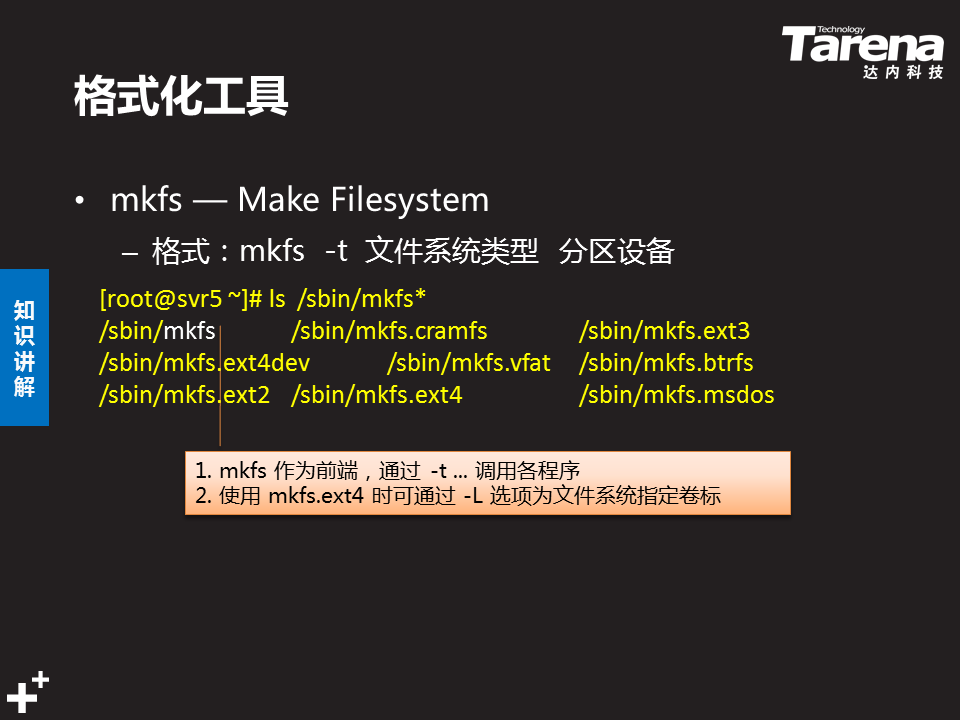 Technology
Tarena
达内科技
格式化工具
• mkfs — Make Filesystem
– 格式：mkfs -t 文件系统类型 分区设备
知识讲解
[root@svr5 ~]# ls /sbin/mkfs*
/sbin/mkfs /sbin/mkfs.cramfs /sbin/mkfs.ext3
/sbin/mkfs.ext4dev /sbin/mkfs.vfat /sbin/mkfs.btrfs
/sbin/mkfs.ext2 /sbin/mkfs.ext4 /sbin/mkfs.msdos
1. mkfs 作为前端，通过 -t ... 调用各程序
2. 使用 mkfs.ext4 时可通过 -L 选项为文件系统指定卷标